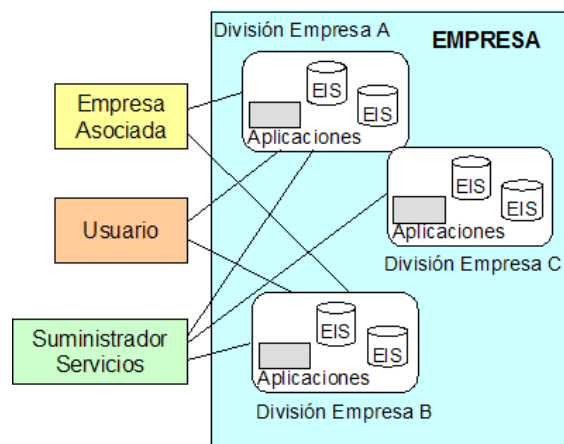 División Empresa A
EMPRESA
EIS
EIS
Aplicaciones
Empresa
Asociada
EIS
EIS
Aplicaciones
División Empresa C
Usuario
EIS
EIS
Aplicaciones
División Empresa B
Suministrador
Servicios